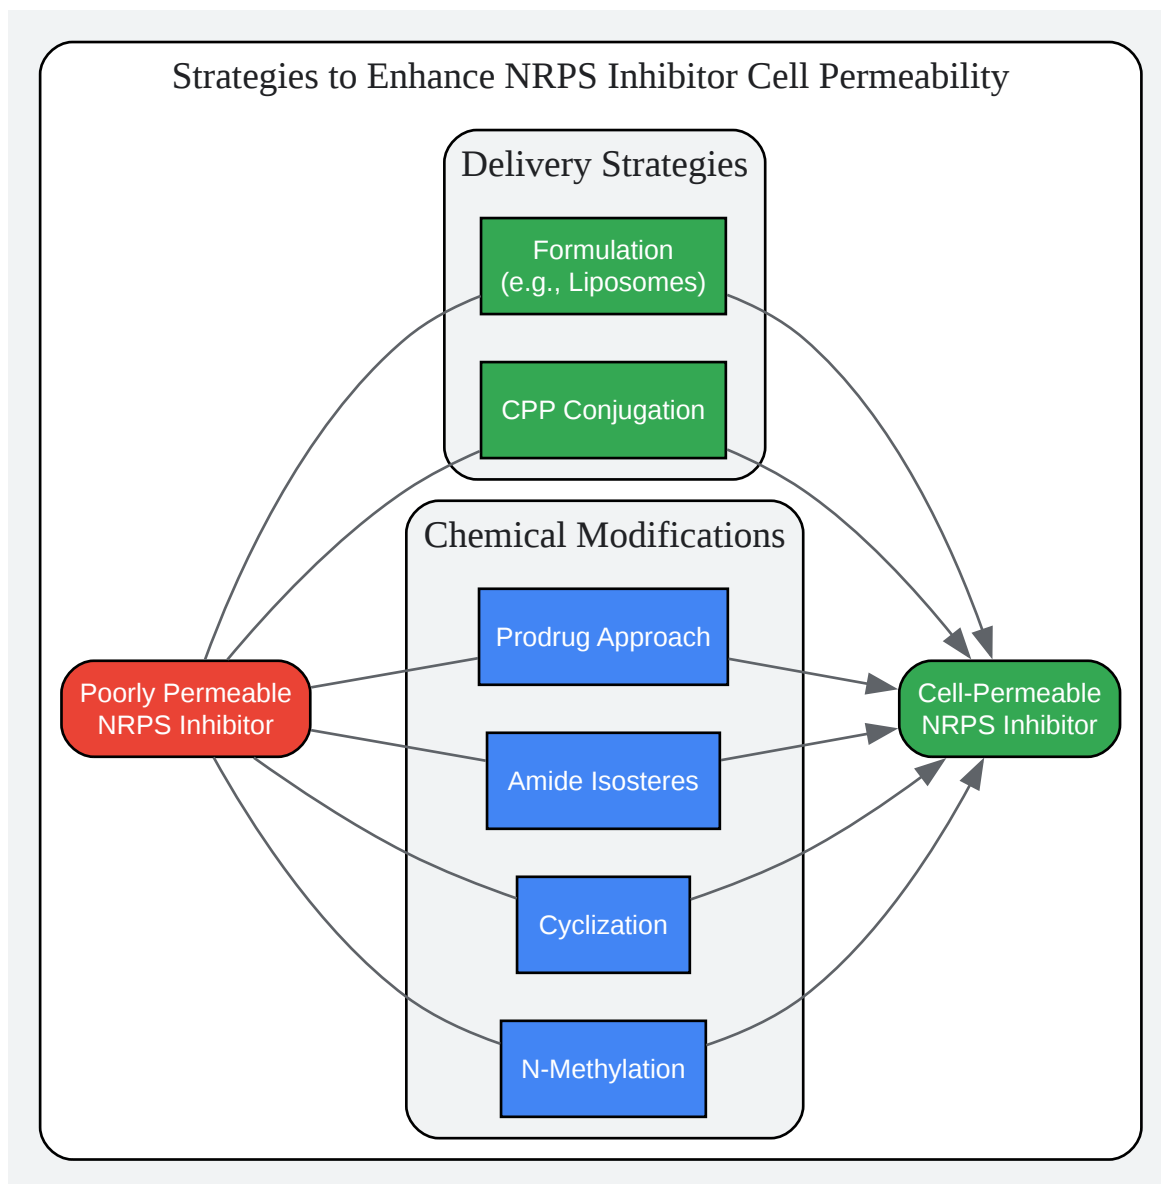 Strategies to Enhance NRPS Inhibitor Cell Permeability
Delivery Strategies
Formulation
(e.g., Liposomes)
CPP Conjugation
Chemical Modifications
Prodrug Approach
Poorly Permeable
NRPS Inhibitor
Cell-Permeable
NRPS Inhibitor
Amide Isosteres
Cyclization
N-Methylation